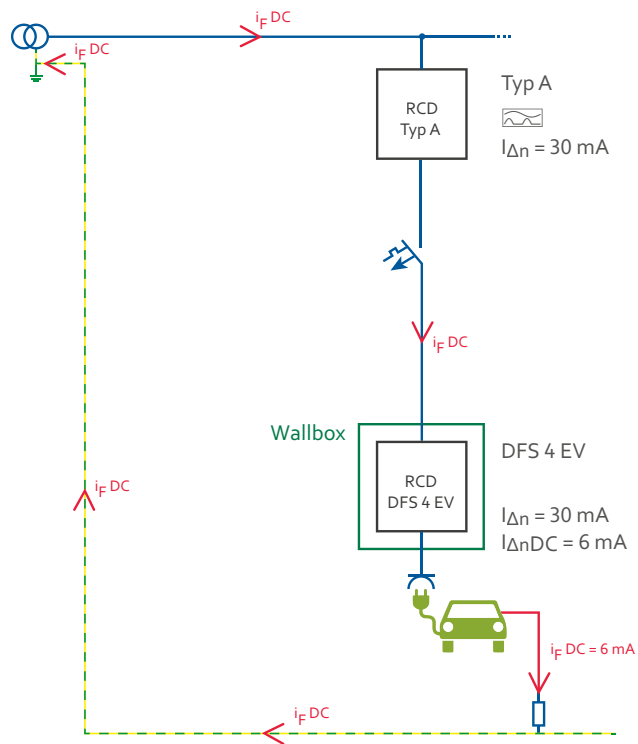 iF DC
iF DC
RCD
Typ A
Typ A
IΔn = 30 mA
iF DC
Wallbox
RCD
DFS 4 EV
DFS 4 EV
IΔn = 30 mA
IΔnDC = 6 mA
iF DC
iF DC = 6 mA
iF DC